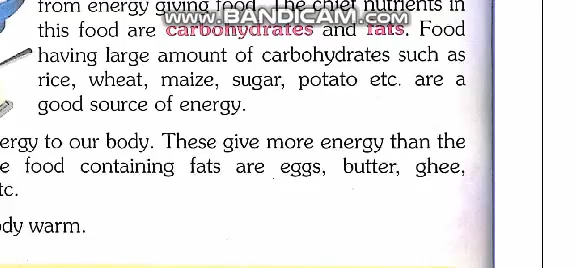 from energy giving food. The chief nutrients in
WWW.BANDICAM.COM
this food are carbohydrates and fats. Food
having large amount of carbohydrates such as
rice, wheat, maize, sugar, potato etc. are a
good source of energy.
ergy to our body. These give more energy than the
e food containing fats are eggs, butter, ghee,
tc.
dy warm.